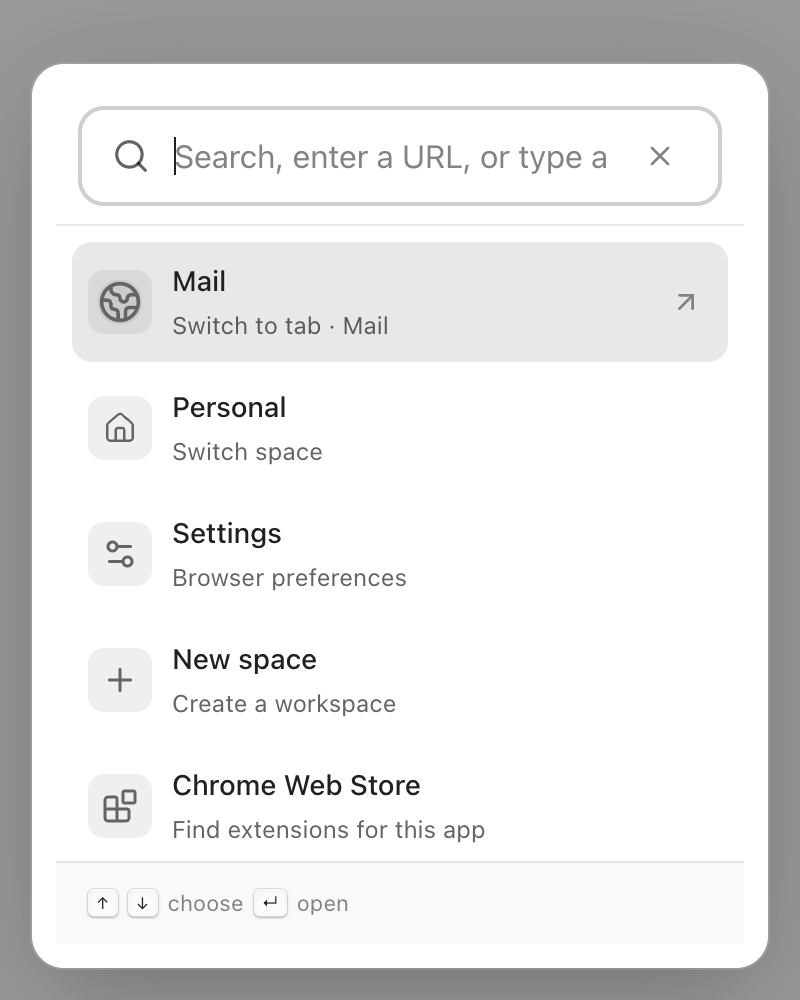 Search, enter a URL, or type a
Mail
Switch to tab · Mail
Personal
Switch space
Settings
Browser preferences
New space
Create a workspace
Chrome Web Store
Find extensions for this app
↑ ↓ choose ↵ open